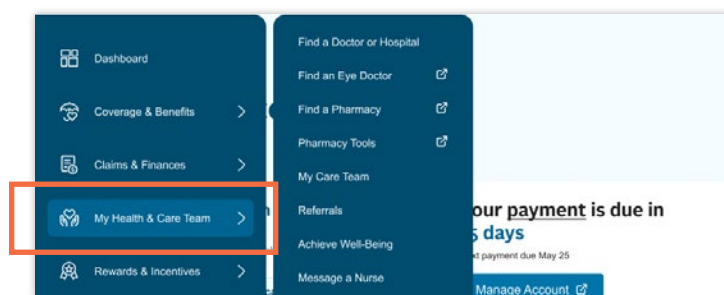 Dashboard
Coverage & Benefits
Claims & Finances
My Health & Care Team
Rewards & Incentives
Find a Doctor or Hospital
Find an Eye Doctor
Find a Pharmacy
Pharmacy Tools
My Care Team
Referrals
Achieve Well-Being
Message a Nurse
our payment is due in
days
payment due May 25
Manage Account